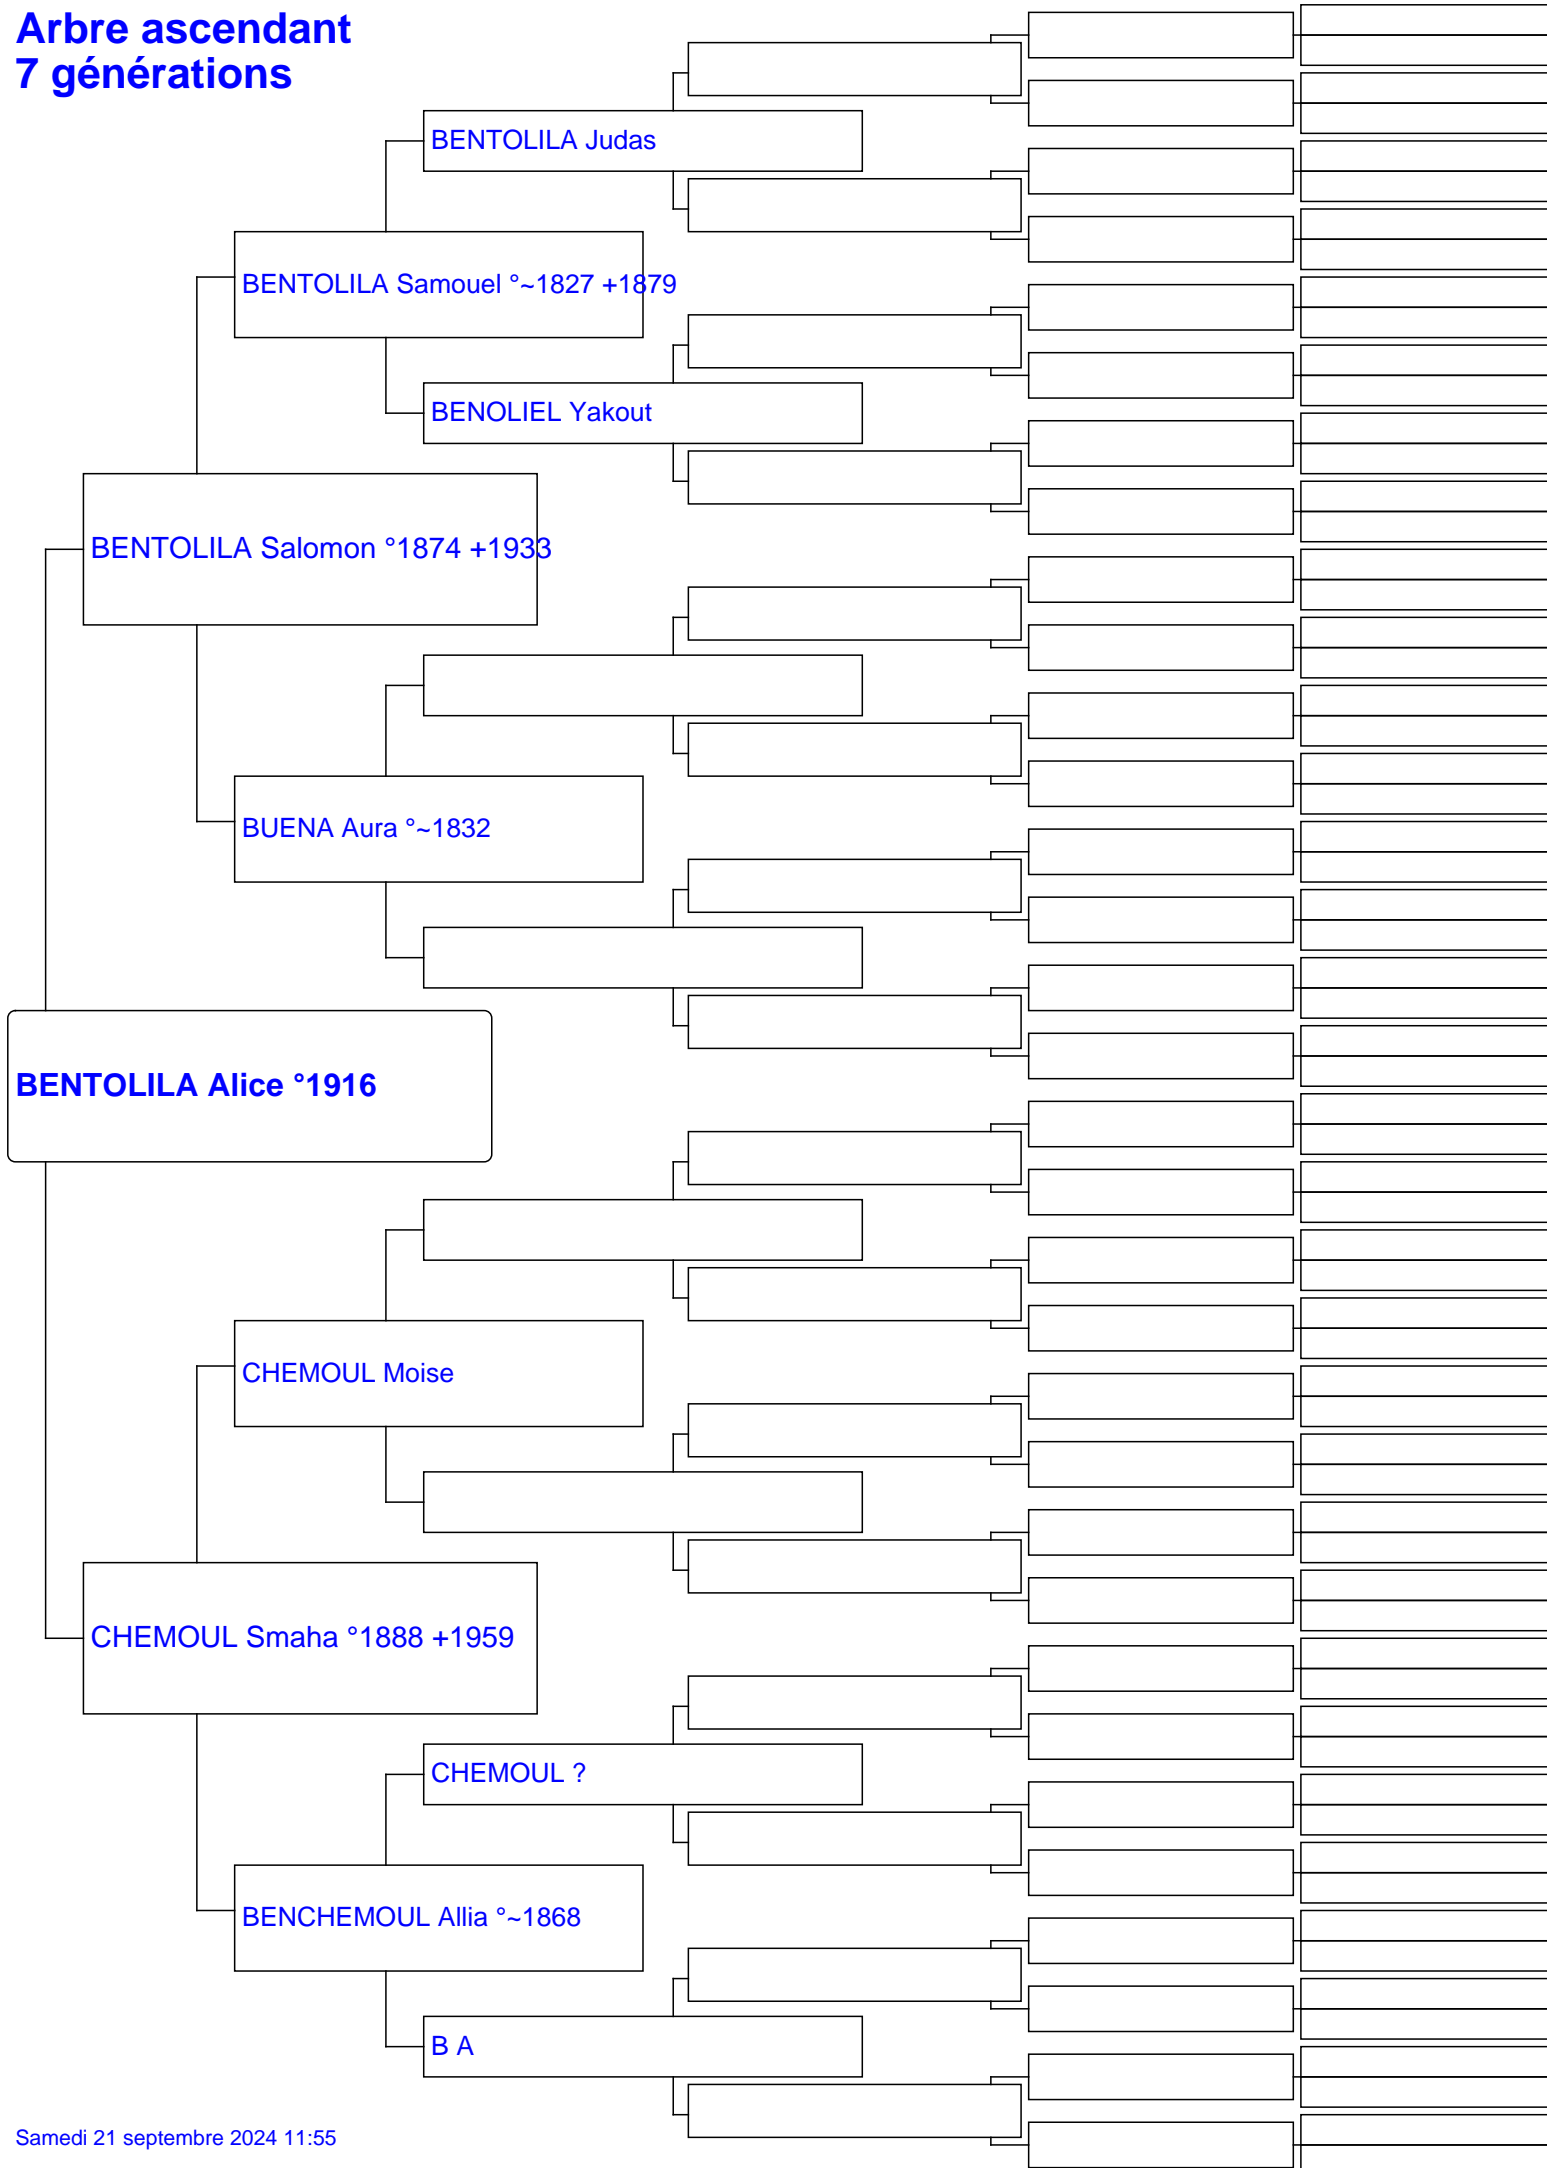 Arbre ascendant
7 générations
BENTOLILA Judas
BENTOLILA Samouel °~1827 +1879
BENOLIEL Yakout
BENTOLILA Salomon °1874 +1933
BUENA Aura °~1832
BENTOLILA Alice °1916
CHEMOUL Moise
CHEMOUL Smaha °1888 +1959
CHEMOUL ?
BENCHEMOUL Allia °~1868
B A
Samedi 21 septembre 2024 11:55